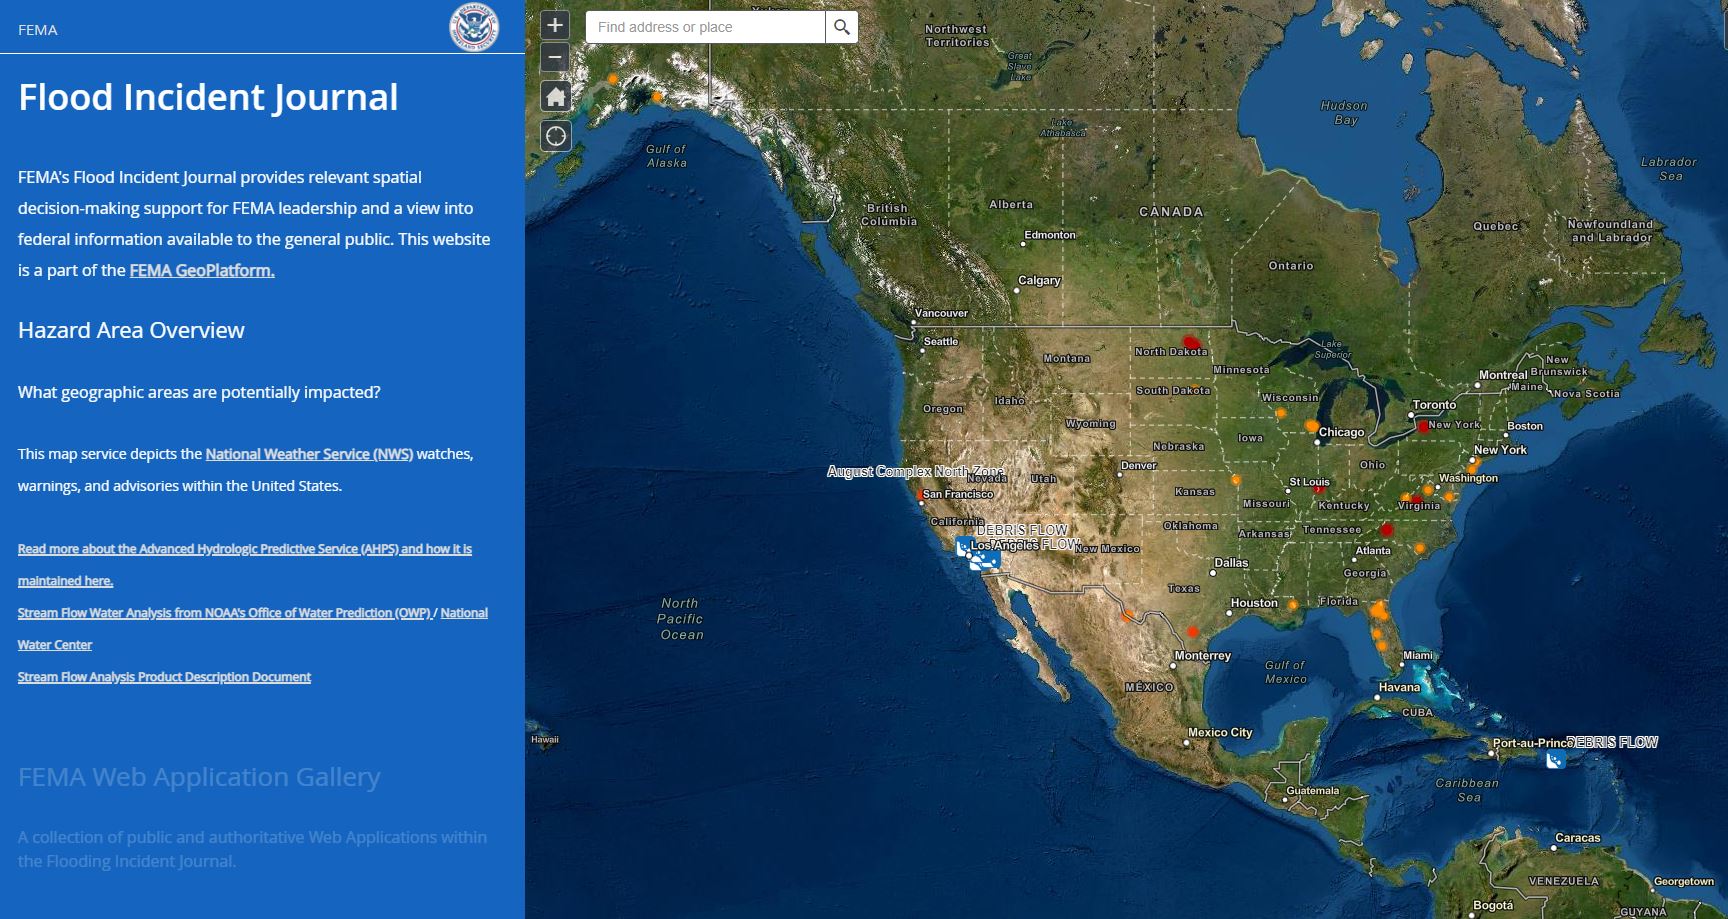 FEMA
Flood Incident Journal
FEMA's Flood Incident Journal provides relevant spatial
decision-making support for FEMA leadership and a view into
federal information available to the general public. This website
is a part of the FEMA GeoPlatform.
Hazard Area Overview
What geographic areas are potentially impacted?
This map service depicts the National Weather Service (NWS) watches,
warnings, and advisories within the United States.
Read more about the Advanced Hydrologic Predictive Service (AHPS) and how it is
maintained here.
Stream Flow Water Analysis from NOAA's Office of Water Prediction (OWP) / National
Water Center
Stream Flow Analysis Product Description Document
FEMA Web Application Gallery
A collection of public and authoritative Web Applications within
the Flooding Incident Journal.
Find address or place
Northwest
Territories
Great
Slave
Lake
Lake
Athabasca
Hudson
Bay
Gulf of
Alaska
Labrador
Sea
British
Columbia
Alberta
CANADA
Quebec
Newfoundland
and Labrador
Edmonton
Ontario
Calgary
Vancouver
Seattle
North Dakota
Lake
Superior
Montana
Minnesota
New
Brunswick
Montreal
Maine
Nova Scotia
South Dakota
Idaho
Wisconsin
Oregon
Toronto
Wyoming
New York
Boston
Chicago
Iowa
Nebraska
New York
August Complex North Zone
Nevada
Utah
Denver
Ohio
Washington
St Louis
Kansas
San Francisco
Missouri
Kentucky
Virginia
California
Oklahoma
Tennessee
DEBRIS FLOW
Arkansas
Los Angeles
DEBRIS FLOW
New Mexico
Atlanta
Dallas
Georgia
Texas
Houston
Florida
North
Pacific
Ocean
Monterrey
Miami
Gulf of
Mexico
MÉXICO
Havana
CUBA
Hawaii
Mexico City
Port-au-Prince
DEBRIS FLOW
Guatemala
Caribbean
Sea
Caracas
VENEZUELA
Georgetown
Bogotá
GUYANA